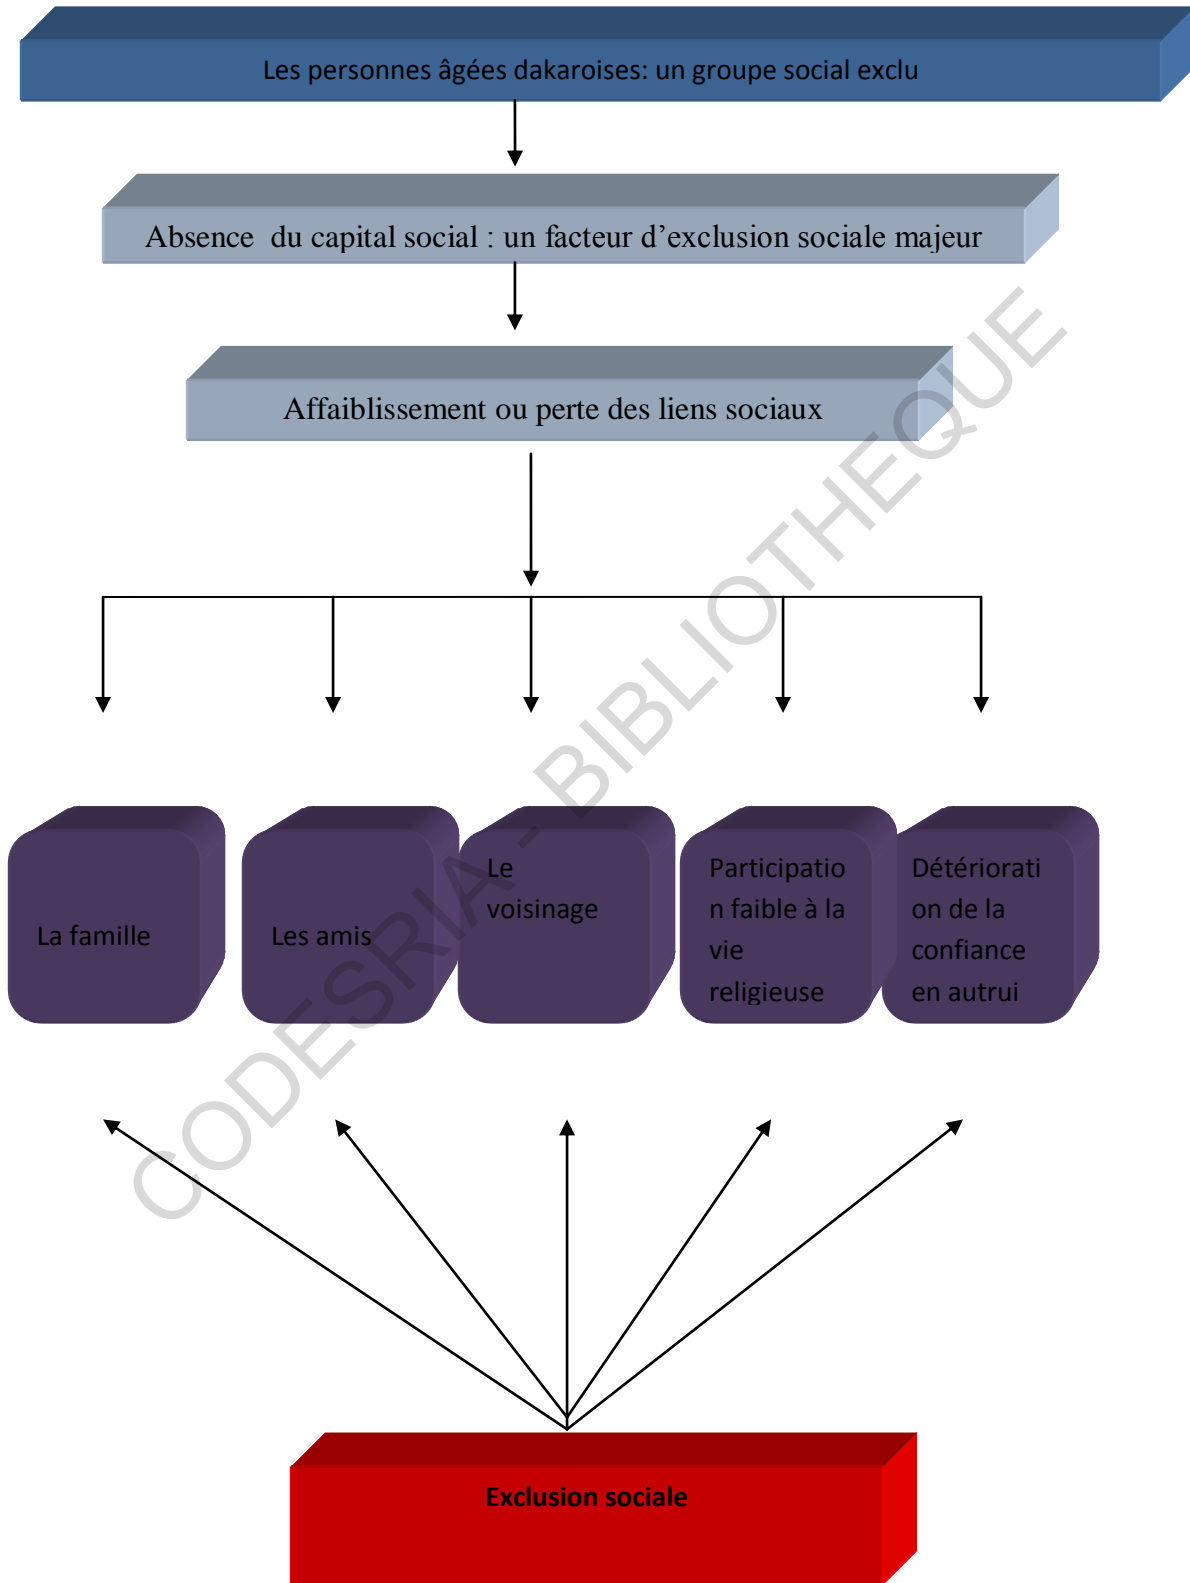 Les personnes âgées dakaroises: un groupe social exclu
Absence du capital social : un facteur d’exclusion sociale majeur
Affaiblissement ou perte des liens sociaux
La famille
Les amis
Le
voisinage
Participatio
n faible à la
vie
religieuse
Détériorati
on de la
confiance
en autrui
Exclusion sociale
CODESRIA - BIBLIOTHEQUE